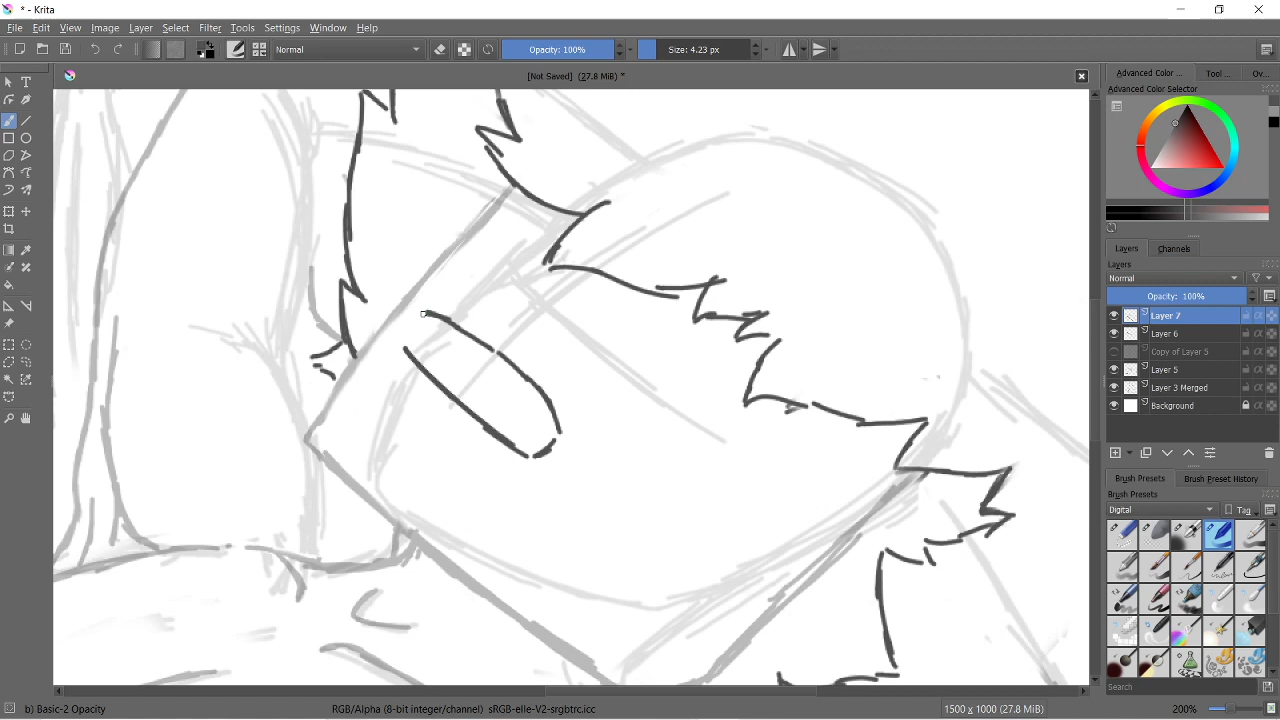 * - Krita
File Edit View Image Layer Select Filter Tools Settings Window Help
Normal Opacity: 100% Size: 4.23 px
[Not Saved] (27.8 MiB) *
Advanced Color ... Tool ... Ov...
Advanced Color Selector
Layers Channels
Layers
Normal
Opacity: 100%
Layer 7
Layer 6
Copy of Layer 5
Layer 5
Layer 3 Merged
Background
Brush Presets Brush Preset History
Brush Presets
Digital Tag
Search
b) Basic-2 Opacity RGB/Alpha (8-bit integer/channel) sRGB-elle-V2-srgbtrc.icc 1500 x 1000 (27.8 MiB) 200%